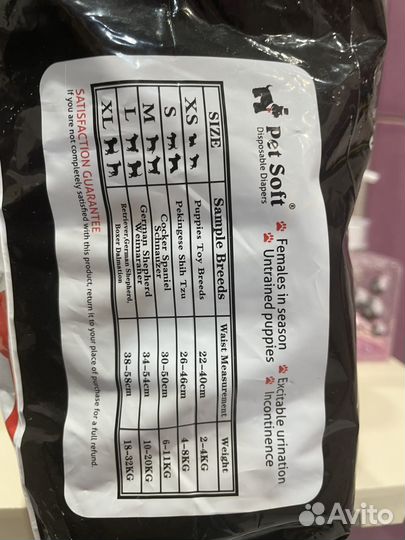 pet Soft®
Disposable Diapers
Females in season Excitable urination
Untrained puppies Incontinence
SIZE Sample Breeds Waist Measurement Weight
XS Puppies Toy Breeds 22-40cm 2-4KG
S Pekingese Shih Tzu 26-46cm 4-8KG
M Cocker Spaniel 30-50cm 6-11KG
Schnauzer
L German Shepherd 34-54cm 10-20KG
Weinmaraner
XL Retriever,German Shepherd, 38-58cm 18-32KG
Boxer Dalmation
SATISFACTION GUARANTEE
If you are not completely satisfied with this product, return it to your place of purchase for a full refund.
Avito